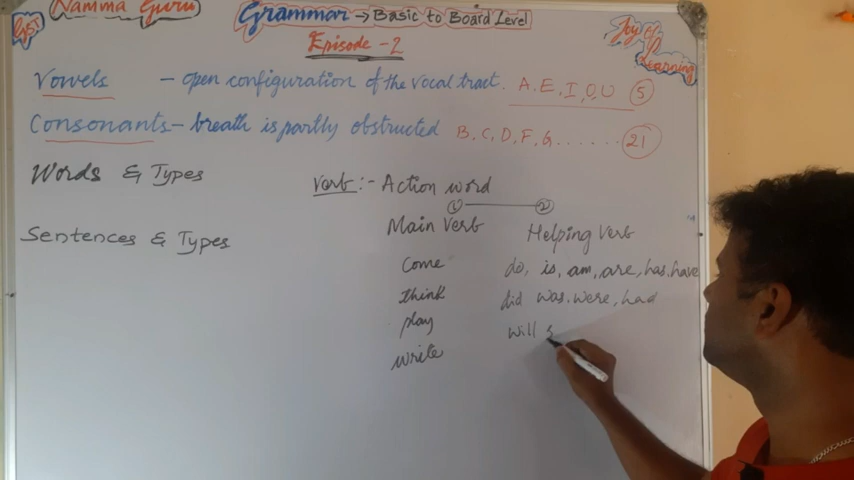 Namma Guru
Grammar → Basic to Board Level
Episode - 2
Joy of Learning
Vowels - open configuration of the vocal tract. A, E, I, O, U 5
Consonants - breath is partly obstructed B, C, D, F, G....... 21
Words & Types
Verb :- Action word
1 2
Main Verb Helping Verb
Sentences & Types
Come do, is, am, are, has, have
think did was, were, had
play will s
write